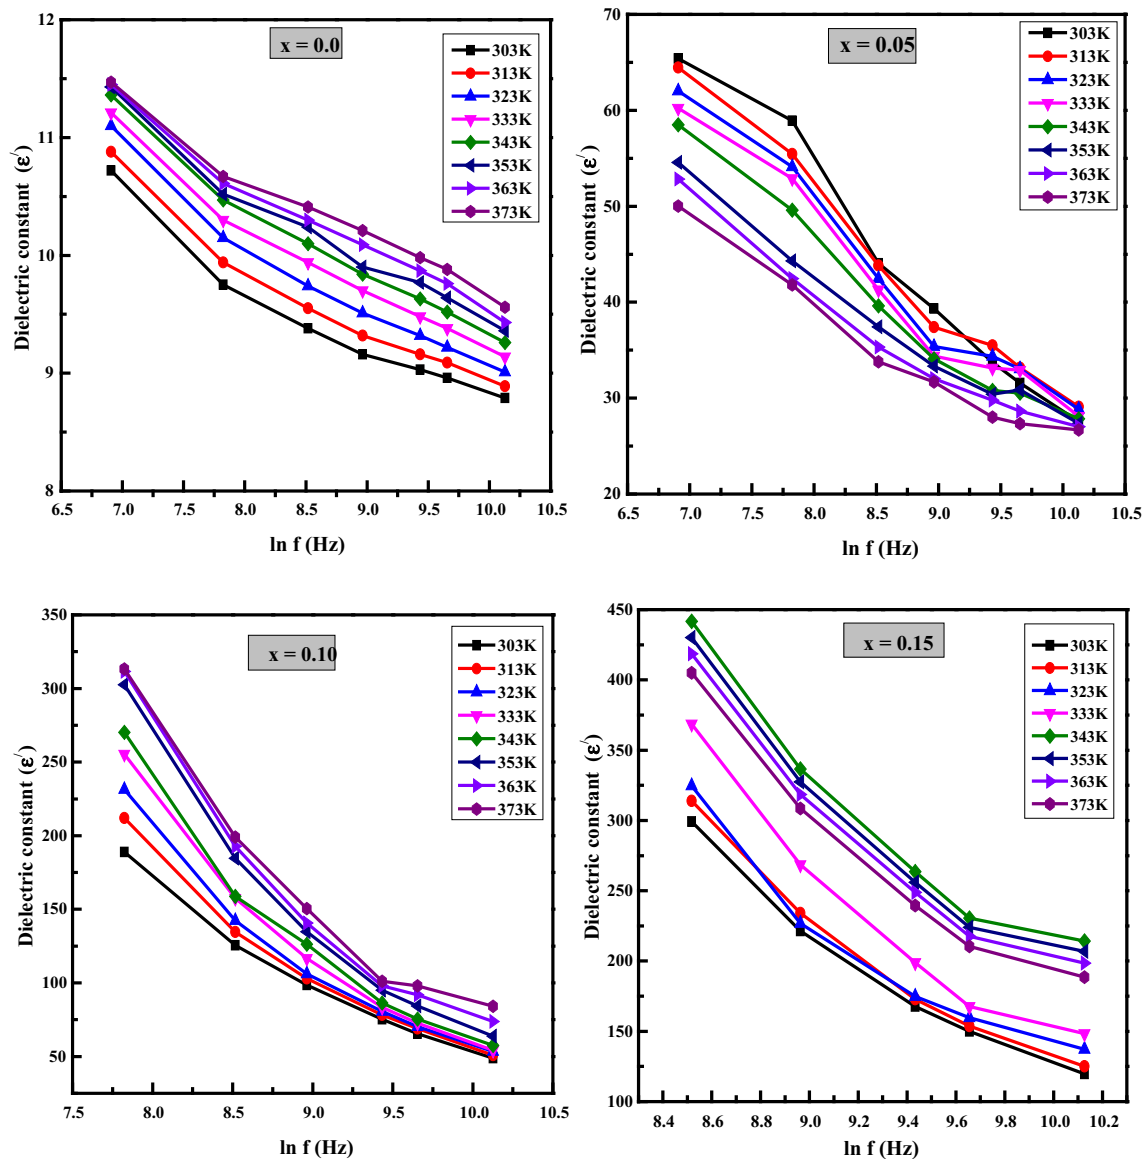 12
11
10
9
8
Dielectric constant (ε/)
x = 0.0
303K
313K
323K
333K
343K
353K
363K
373K
6.5 7.0 7.5 8.0 8.5 9.0 9.5 10.0 10.5
ln f (Hz)
70
60
50
40
30
20
Dielectric constant (ε/)
x = 0.05
303K
313K
323K
333K
343K
353K
363K
373K
6.5 7.0 7.5 8.0 8.5 9.0 9.5 10.0 10.5
ln f (Hz)
350
300
250
200
150
100
50
Dielectric constant (ε/)
x = 0.10
303K
313K
323K
333K
343K
353K
363K
373K
7.5 8.0 8.5 9.0 9.5 10.0 10.5
ln f (Hz)
450
400
350
300
250
200
150
100
Dielectric constant (ε/)
x = 0.15
303K
313K
323K
333K
343K
353K
363K
373K
8.4 8.6 8.8 9.0 9.2 9.4 9.6 9.8 10.0 10.2
ln f (Hz)